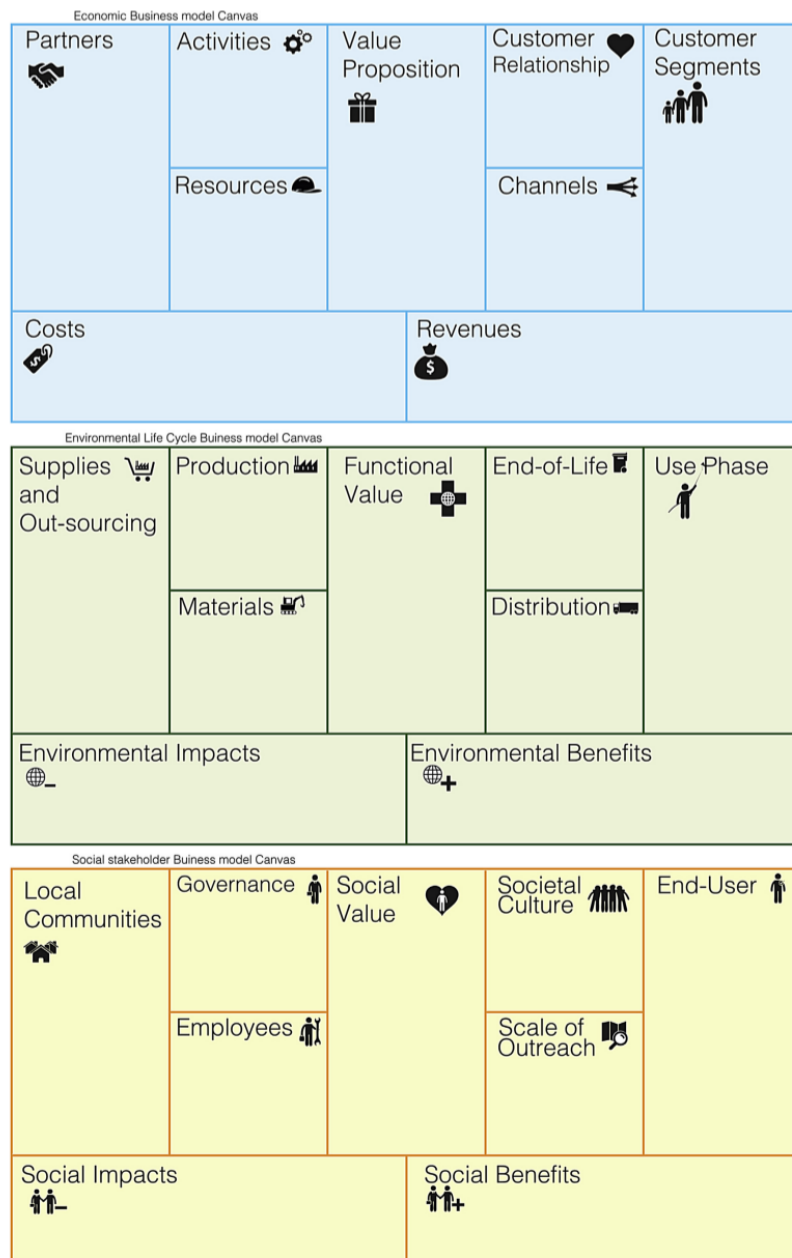 Economic Business model Canvas
Partners
Activities
Value
Proposition
Customer
Relationship
Customer
Segments
Resources
Channels
Costs
$
Revenues
$
Environmental Life Cycle Buiness model Canvas
Supplies
and
Out-sourcing
Production
Functional
Value
End-of-Life
Use Phase
Materials
Distribution
Environmental Impacts
Environmental Benefits
Social stakeholder Buiness model Canvas
Local
Communities
Governance
Social
Value
Societal
Culture
End-User
Employees
Scale of
Outreach
Social Impacts
Social Benefits